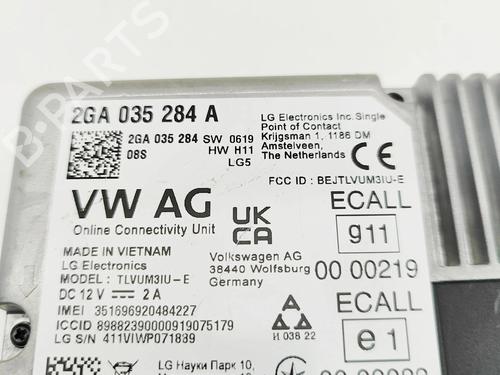 2GA 035 284 A
2GA 035 284 SW 0619
08S HW H11
LG5
LG Electronics Inc. Single
Point of Contact
Krijgsman 1, 1186 DM
Amstelveen,
The Netherlands
CE
FCC ID : BEJTLVUM3IU-E
VW AG
Online Connectivity Unit
UK
CA
ECALL
g11
MADE IN VIETNAM
LG Electronics
MODEL : TLVUM3IU-E
DC 12 V 2 A
IMEI 351696920484227
ICCID 89882390000919075179
LG S/N 411VIWP071839
Volkswagen AG
38440 Wolfsburg
Germany
00 00219
ECALL
e1
И 038 22
LG Науки Парк 10,
B-PARTS